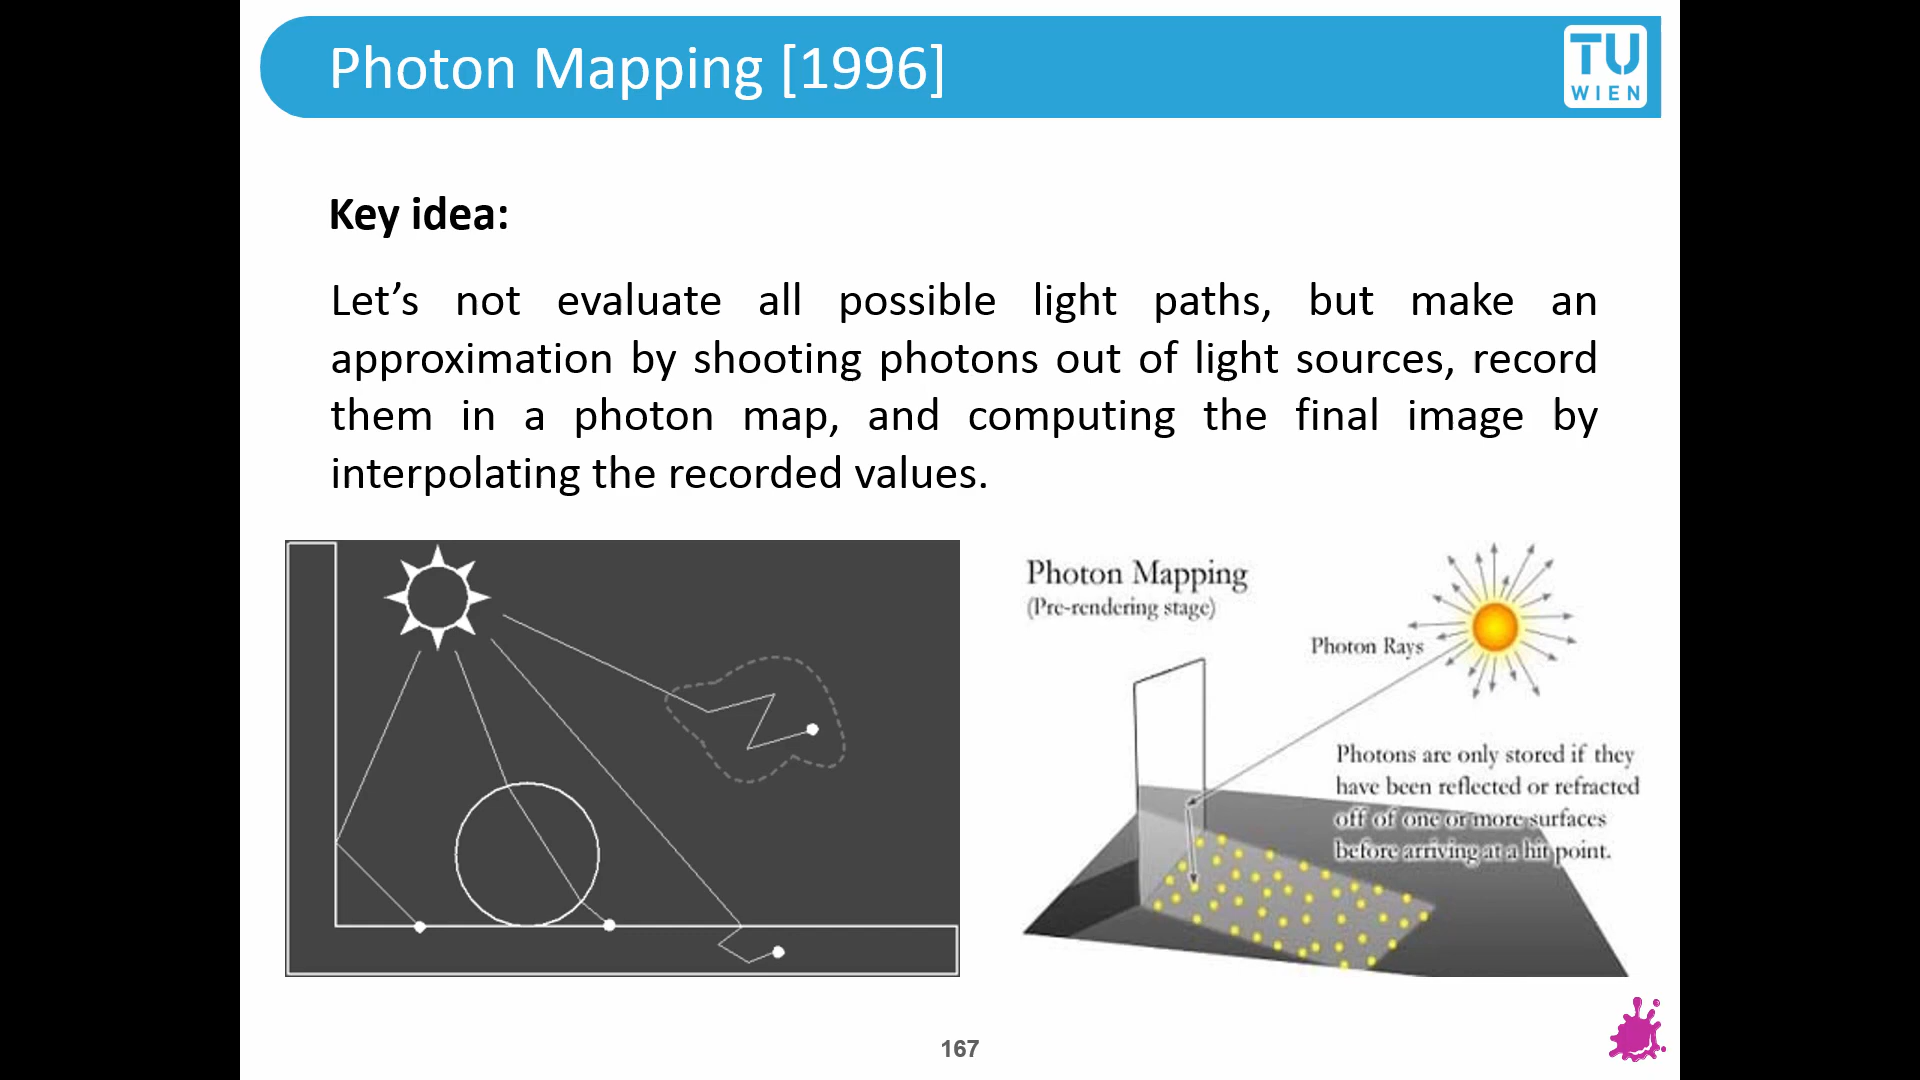 Photon Mapping [1996]
TU
WIEN
Key idea:
Let’s not evaluate all possible light paths, but make an
approximation by shooting photons out of light sources, record
them in a photon map, and computing the final image by
interpolating the recorded values.
Photon Mapping
(Pre-rendering stage)
Photon Rays
Photons are only stored if they
have been reflected or refracted
off of one or more surfaces
before arriving at a hit point.
167